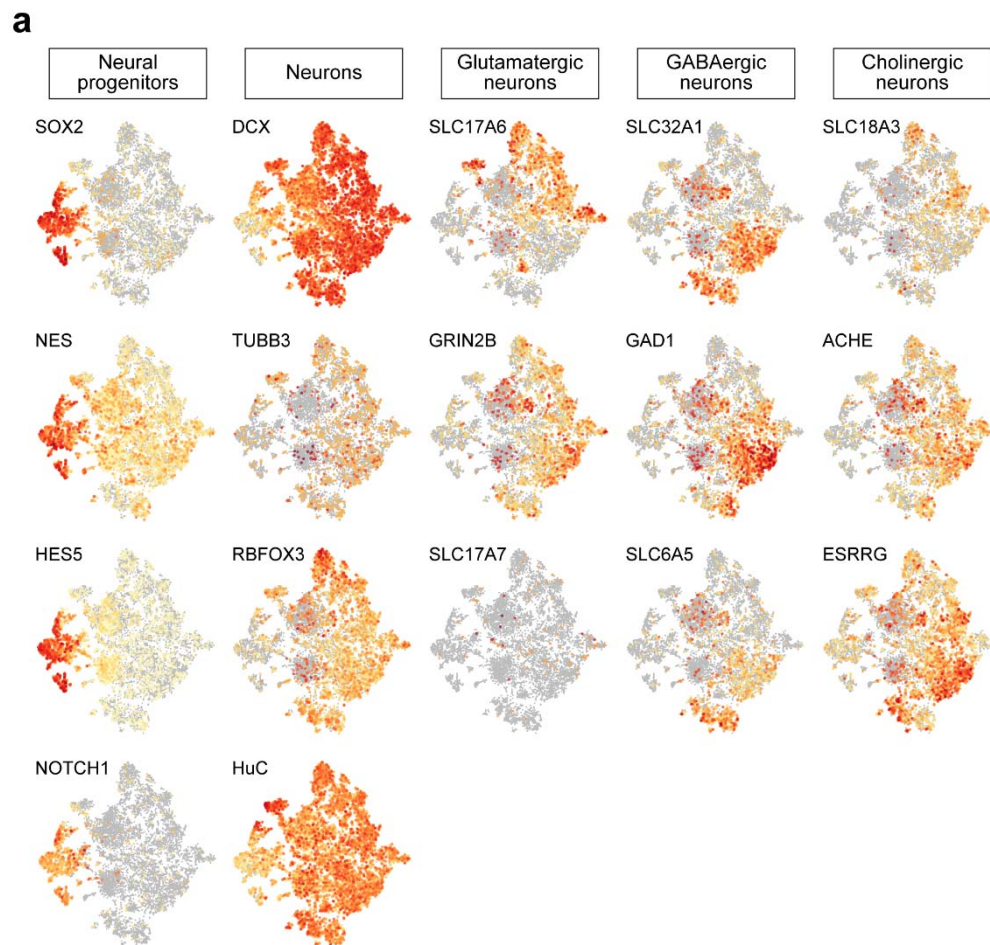 a
Neural
progenitors
Neurons
Glutamatergic
neurons
GABAergic
neurons
Cholinergic
neurons
SOX2
DCX
SLC17A6
SLC32A1
SLC18A3
NES
TUBB3
GRIN2B
GAD1
ACHE
HES5
RBFOX3
SLC17A7
SLC6A5
ESRRG
NOTCH1
HuC